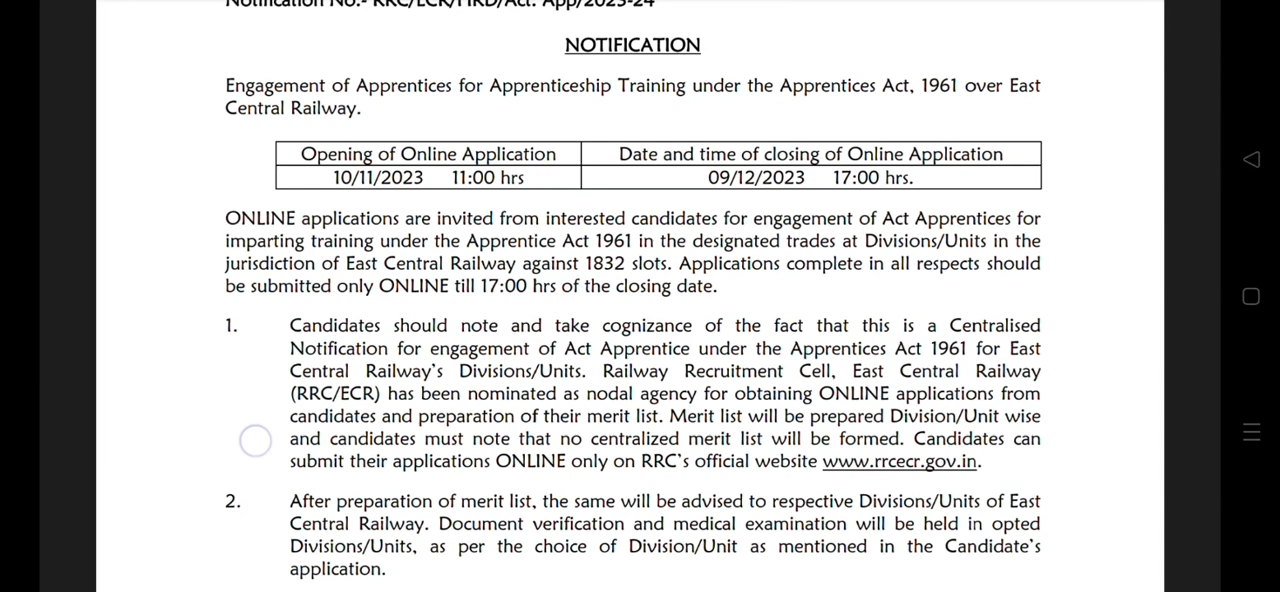 Notification No.- RRC/ECR/HRD/Act. App/2023-24
NOTIFICATION
Engagement of Apprentices for Apprenticeship Training under the Apprentices Act, 1961 over East
Central Railway.
Opening of Online Application Date and time of closing of Online Application
10/11/2023 11:00 hrs 09/12/2023 17:00 hrs.
ONLINE applications are invited from interested candidates for engagement of Act Apprentices for
imparting training under the Apprentice Act 1961 in the designated trades at Divisions/Units in the
jurisdiction of East Central Railway against 1832 slots. Applications complete in all respects should
be submitted only ONLINE till 17:00 hrs of the closing date.
1. Candidates should note and take cognizance of the fact that this is a Centralised
Notification for engagement of Act Apprentice under the Apprentices Act 1961 for East
Central Railway's Divisions/Units. Railway Recruitment Cell, East Central Railway
(RRC/ECR) has been nominated as nodal agency for obtaining ONLINE applications from
candidates and preparation of their merit list. Merit list will be prepared Division/Unit wise
and candidates must note that no centralized merit list will be formed. Candidates can
submit their applications ONLINE only on RRC's official website www.rrcecr.gov.in.
2. After preparation of merit list, the same will be advised to respective Divisions/Units of East
Central Railway. Document verification and medical examination will be held in opted
Divisions/Units, as per the choice of Division/Unit as mentioned in the Candidate's
application.